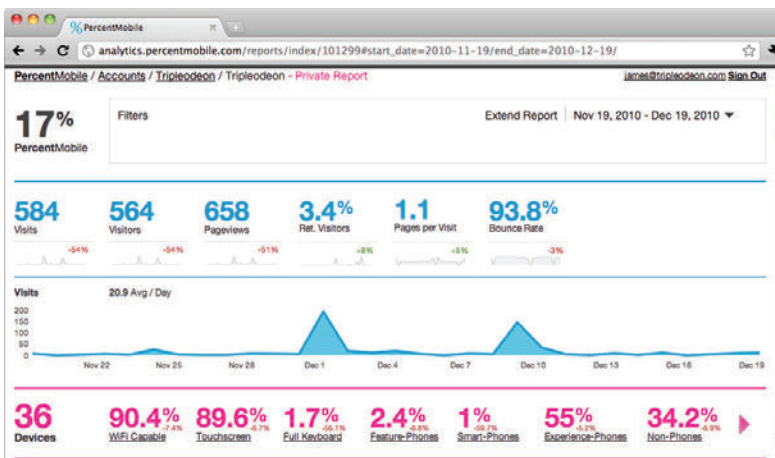 % PercentMobile
analytics.percentmobile.com/reports/index/101299#start_date=2010-11-19/end_date=2010-12-19/
PercentMobile / Accounts / Tripleodeon / Tripleodeon - Private Report
james@tripleodeon.com Sign Out
17%
PercentMobile
Filters
Extend Report | Nov 19, 2010 - Dec 19, 2010
584 564 658 3.4% 1.1 93.8%
Visits Visitors Pageviews Ret. Visitors Pages per Visit Bounce Rate
-54% -54% -51% +8% +5% -3%
Visits 20.9 Avg / Day
200
150
100
50
0
Nov 22 Nov 25 Nov 28 Dec 1 Dec 4 Dec 7 Dec 10 Dec 13 Dec 16 Dec 19
36 90.4% 89.6% 1.7% 2.4% 1% 55% 34.2%
-7.4% -6.7% -56.1% -8.8% -59.7% -5.2% -6.9%
Devices WiFi Capable Touchscreen Full Keyboard Feature-Phones Smart-Phones Experience-Phones Non-Phones